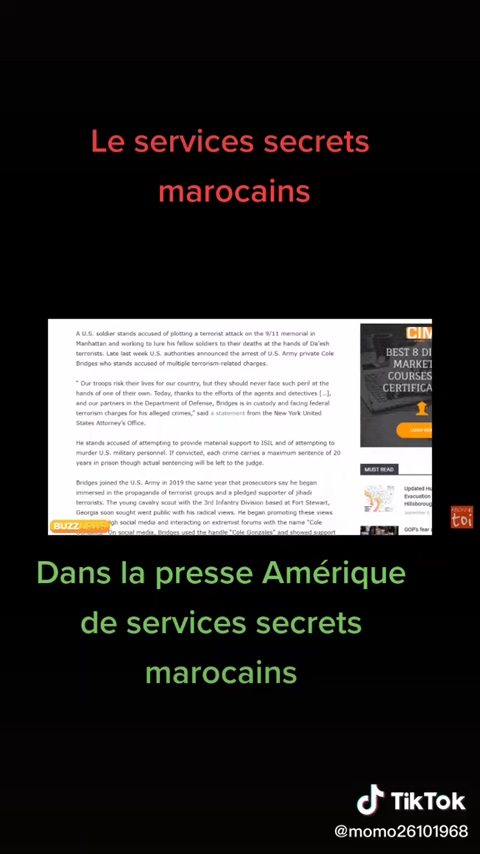 Le services secrets
marocains
A U.S. soldier stands accused of plotting a terrorist attack on the 9/11 memorial in
Manhattan and working to lure his fellow soldiers to their deaths at the hands of Da'esh
terrorists. Late last week U.S. authorities announced the arrest of U.S. Army private Cole
Bridges who stands accused of multiple terrorism-related charges.
" Our troops risk their lives for our country, but they should never face such peril at the
hands of one of their own. Today, thanks to the efforts of the agents and detectives [...],
and our partners in the Department of Defense, Bridges is in custody and facing federal
terrorism charges for his alleged crimes," said a statement from the New York United
States Attorney's Office.
He stands accused of attempting to provide material support to ISIL and of attempting to
murder U.S. military personnel. If convicted, each crime carries a maximum sentence of 20
years in prison though actual sentencing will be left to the judge.
Bridges joined the U.S. Army in 2019 the same year that prosecutors say he began
immersed in the propaganda of terrorist groups and a pledged supporter of jihadi
terrorists. The young cavalry scout with the 3rd Infantry Division based at Fort Stewart,
Georgia soon sought went public with his radical views. He began promoting these views
social media and interacting on extremist forums with the name "Cole
On social media, Bridges used the handle "Cole Gonzales" and showed support
BUZZNEWS
CIM
BEST 8 DI
MARKET
COURSES
CERTIFICA
MUST READ
Updated Hu
Evacuation
Hillsborough
GOP's fear
toi
Dans la presse Amérique
de services secrets
marocains
TikTok
@momo26101968